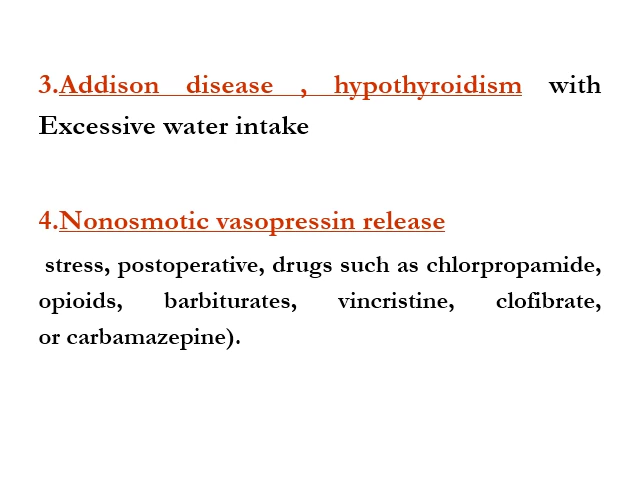 3.Addison disease , hypothyroidism with
Excessive water intake
4.Nonosmotic vasopressin release
stress, postoperative, drugs such as chlorpropamide,
opioids, barbiturates, vincristine, clofibrate,
or carbamazepine).